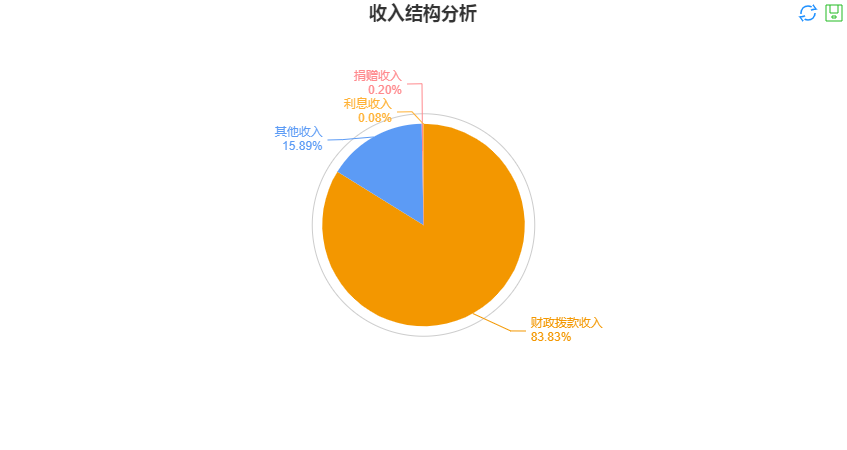 收入结构分析
捐赠收入
0.20%
利息收入
0.08%
其他收入
15.89%
财政拨款收入
83.83%